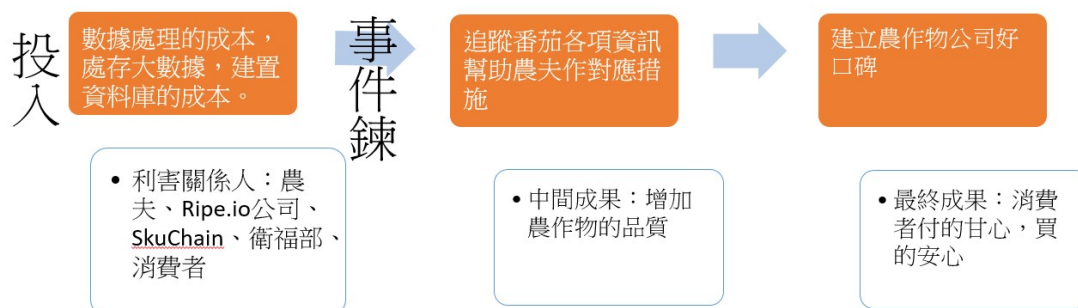 投入
數據處理的成本，
處存大數據，建置
資料庫的成本。
• 利害關係人：農
夫、Ripe.io公司、
SkuChain、衛福部、
消費者
事件鍊
追蹤番茄各項資訊
幫助農夫作對應措
施
• 中間成果：增加
農作物的品質
建立農作物公司好
口碑
• 最終成果：消費
者付的甘心，買
的安心